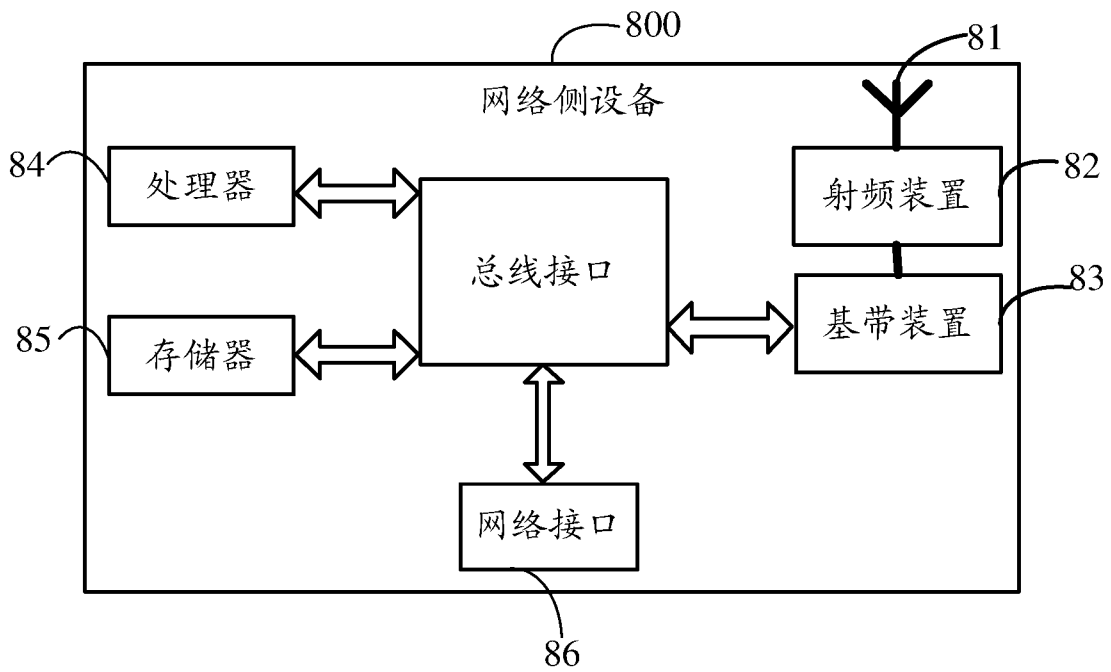 800
81
网络侧设备
84
处理器
射频装置
82
总线接口
83
基带装置
85
存储器
网络接口
86